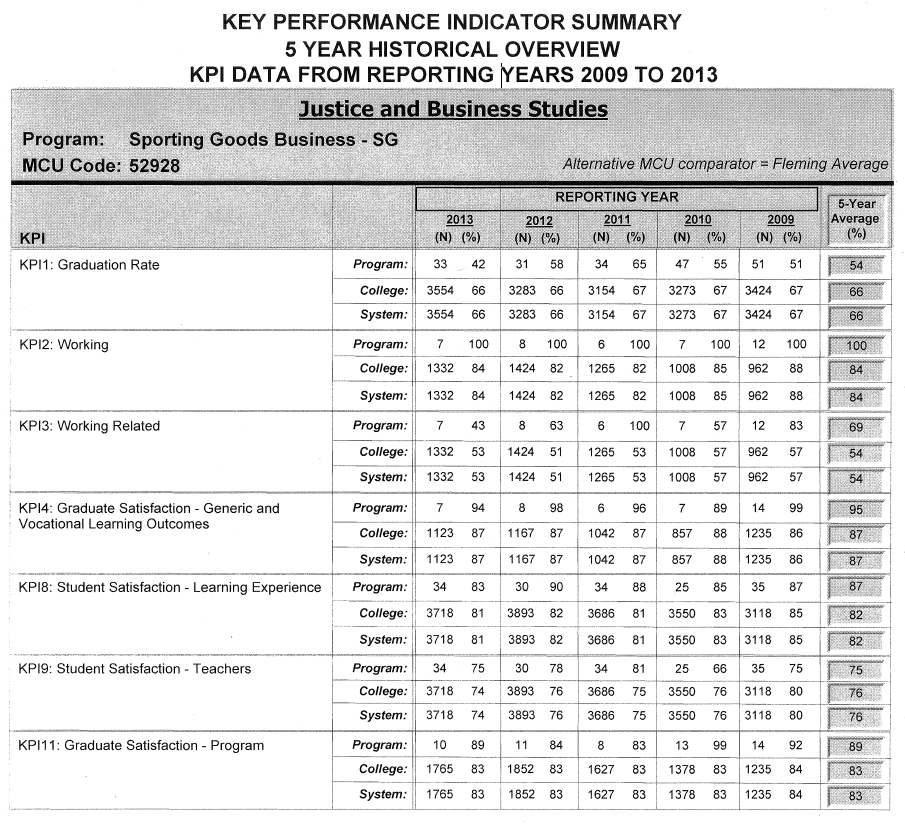 KEY PERFORMANCE INDICATOR SUMMARY
5 YEAR HISTORICAL OVERVIEW
KPI DATA FROM REPORTING YEARS 2009 TO 2013
Justice and Business Studies
Program: Sporting Goods Business - SG
MCU Code: 52928 Alternative MCU comparator = Fleming Average
REPORTING YEAR 5-Year
2013 2012 2011 2010 2009 Average
KPI (N) (%) (N) (%) (N) (%) (N) (%) (N) (%) (%)
KPI1: Graduation Rate Program: 33 42 31 58 34 65 47 55 51 51 54
College: 3554 66 3283 66 3154 67 3273 67 3424 67 66
System: 3554 66 3283 66 3154 67 3273 67 3424 67 66
KPI2: Working Program: 7 100 8 100 6 100 7 100 12 100 100
College: 1332 84 1424 82 1265 82 1008 85 962 88 84
System: 1332 84 1424 82 1265 82 1008 85 962 88 84
KPI3: Working Related Program: 7 43 8 63 6 100 7 57 12 83 69
College: 1332 53 1424 51 1265 53 1008 57 962 57 54
System: 1332 53 1424 51 1265 53 1008 57 962 57 54
KPI4: Graduate Satisfaction - Generic and Program: 7 94 8 98 6 96 7 89 14 99 95
Vocational Learning Outcomes College: 1123 87 1167 87 1042 87 857 88 1235 86 87
System: 1123 87 1167 87 1042 87 857 88 1235 86 87
KPI8: Student Satisfaction - Learning Experience Program: 34 83 30 90 34 88 25 85 35 87 87
College: 3718 81 3893 82 3686 81 3550 83 3118 85 82
System: 3718 81 3893 82 3686 81 3550 83 3118 85 82
KPI9: Student Satisfaction - Teachers Program: 34 75 30 78 34 81 25 66 35 75 75
College: 3718 74 3893 76 3686 75 3550 76 3118 80 76
System: 3718 74 3893 76 3686 75 3550 76 3118 80 76
KPI11: Graduate Satisfaction - Program Program: 10 89 11 84 8 83 13 99 14 92 89
College: 1765 83 1852 83 1627 83 1378 83 1235 84 83
System: 1765 83 1852 83 1627 83 1378 83 1235 84 83